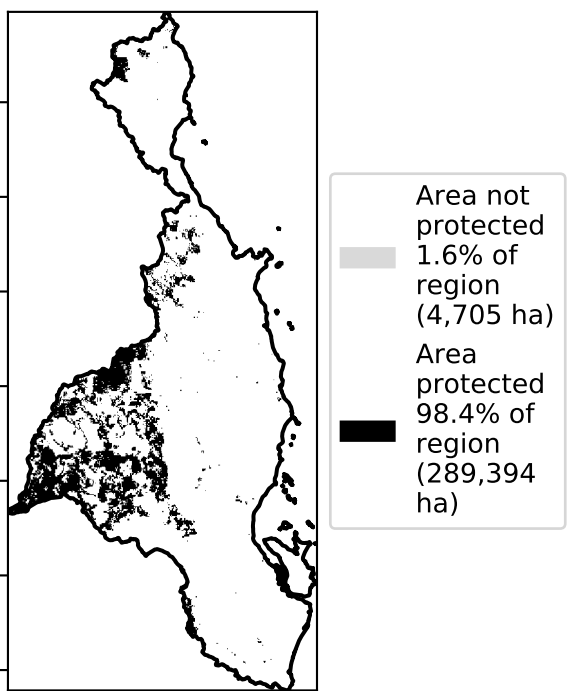 Area not
protected
1.6% of
region
(4,705 ha)
Area
protected
98.4% of
region
(289,394
ha)